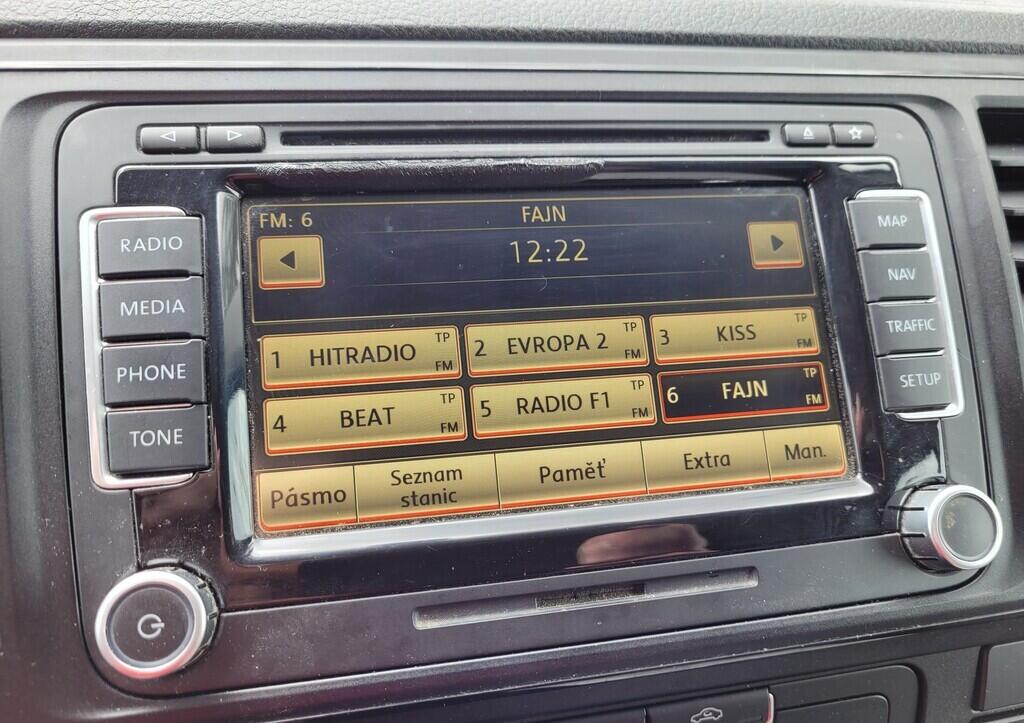 FM: 6
FAJN
12:22
RADIO
MEDIA
PHONE
TONE
MAP
NAV
TRAFFIC
SETUP
1 HITRADIO TP FM
2 EVROPA 2 TP FM
3 KISS TP FM
4 BEAT TP FM
5 RADIO F1 TP FM
6 FAJN TP FM
Pásmo
Seznam
stanic
Paměť
Extra
Man.